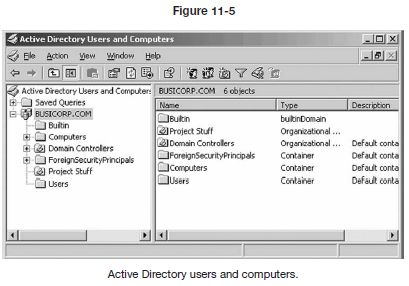 Figure 11-5
Active Directory Users and Computers
File Action View Window Help
Active Directory Users and Computers
Saved Queries
BUSICORP.COM
Builtin
Computers
Domain Controllers
ForeignSecurityPrincipals
Project Stuff
Users
BUSICORP.COM 6 objects
Name Type Description
Builtin builtinDomain
Project Stuff Organizational ...
Domain Controllers Organizational ... Default conta
ForeignSecurityPrincipals Container Default conta
Computers Container Default conta
Users Container Default conta
Active Directory users and computers.